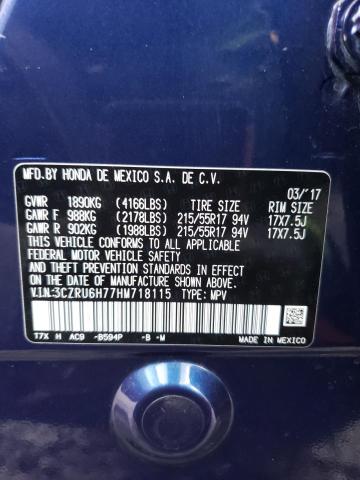 MFD.BY HONDA DE MEXICO S.A. DE C.V.
03/'17
GVWR 1890KG (4166LBS) TIRE SIZE RIM SIZE
GAWR F 988KG (2178LBS) 215/55R17 94V 17X7.5J
GAWR R 902KG (1988LBS) 215/55R17 94V 17X7.5J
THIS VEHICLE CONFORMS TO ALL APPLICABLE
FEDERAL MOTOR VEHICLE SAFETY AND
THEFT PREVENTION STANDARDS IN EFFECT ON
THE DATE OF MANUFACTURE SHOWN ABOVE.
V.I.N:3CZRU6H77HM718115 TYPE: MPV
T7X H AC9 -B594P -B -M
MADE IN MEXICO